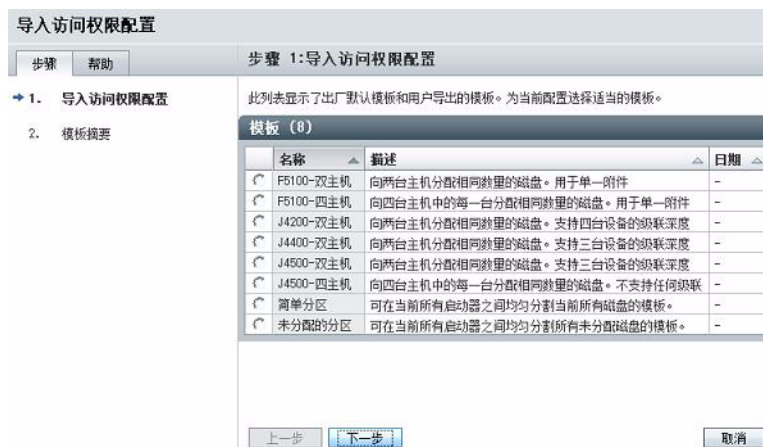 导入访问权限配置
步骤 帮助
1. 导入访问权限配置
2. 模板摘要
步骤 1:导入访问权限配置
此列表显示了出厂默认模板和用户导出的模板。为当前配置选择适当的模板。
模板 (8)
名称 描述 日期
F5100-双主机 向两台主机分配相同数量的磁盘。用于单一附件 -
F5100-四主机 向四台主机中的每一台分配相同数量的磁盘。用于单一附件 -
J4200-双主机 向两台主机分配相同数量的磁盘。支持四台设备的级联深度 -
J4400-双主机 向两台主机分配相同数量的磁盘。支持三台设备的级联深度 -
J4500-双主机 向两台主机分配相同数量的磁盘。支持三台设备的级联深度 -
J4500-四主机 向四台主机中的每一台分配相同数量的磁盘。不支持任何级联 -
简单分区 可在当前所有启动器之间均匀分割当前所有磁盘的模板。 -
未分配的分区 可在当前所有启动器之间均匀分割所有未分配磁盘的模板。 -
上一步 下一步 取消